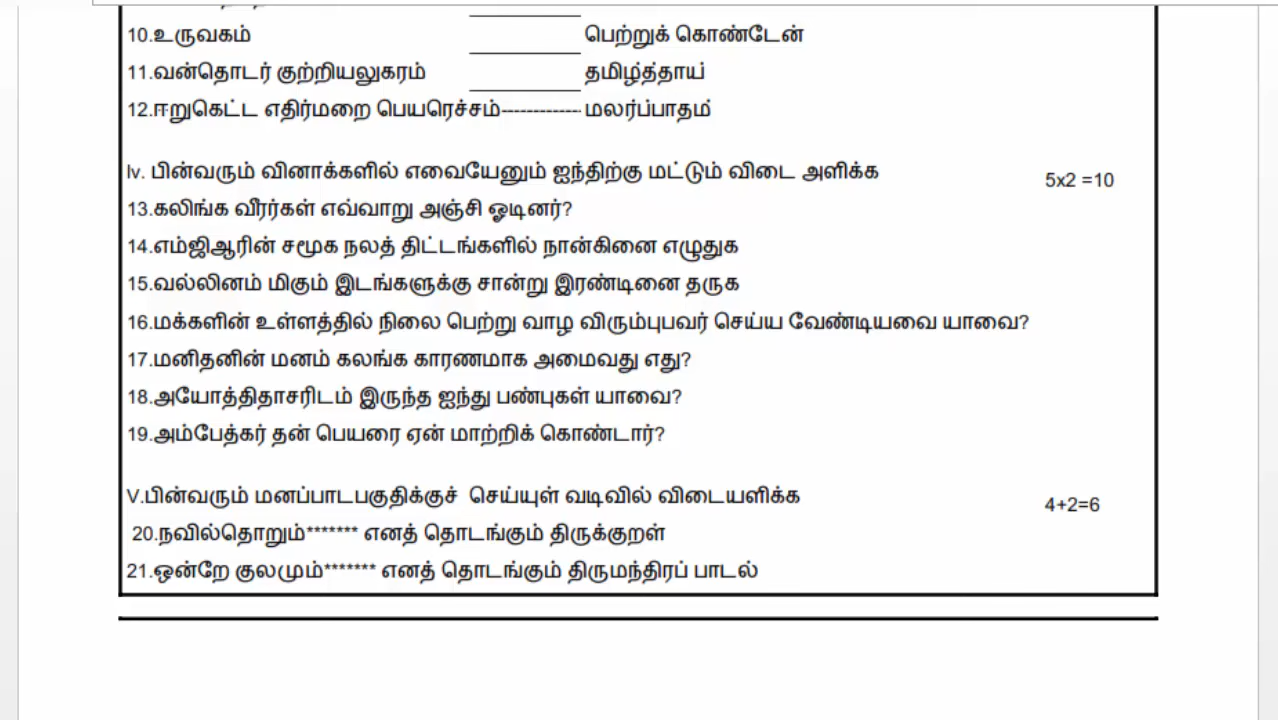 10.உருவகம் __________ பெற்றுக் கொண்டேன்
11.வன்தொடர் குற்றியலுகரம் __________ தமிழ்த்தாய்
12.ஈறுகெட்ட எதிர்மறை பெயரெச்சம்------------- மலர்ப்பாதம்
Iv. பின்வரும் வினாக்களில் எவையேனும் ஐந்திற்கு மட்டும் விடை அளிக்க 5x2 =10
13.கலிங்க வீரர்கள் எவ்வாறு அஞ்சி ஓடினர்?
14.எம்ஜிஆரின் சமூக நலத் திட்டங்களில் நான்கினை எழுதுக
15.வல்லினம் மிகும் இடங்களுக்கு சான்று இரண்டினை தருக
16.மக்களின் உள்ளத்தில் நிலை பெற்று வாழ விரும்புபவர் செய்ய வேண்டியவை யாவை?
17.மனிதனின் மனம் கலங்க காரணமாக அமைவது எது?
18.அயோத்திதாசரிடம் இருந்த ஐந்து பண்புகள் யாவை?
19.அம்பேத்கர் தன் பெயரை ஏன் மாற்றிக் கொண்டார்?
V.பின்வரும் மனப்பாடபகுதிக்குச் செய்யுள் வடிவில் விடையளிக்க 4+2=6
20.நவில்தொறும்******* எனத் தொடங்கும் திருக்குறள்
21.ஒன்றே குலமும்******* எனத் தொடங்கும் திருமந்திரப் பாடல்